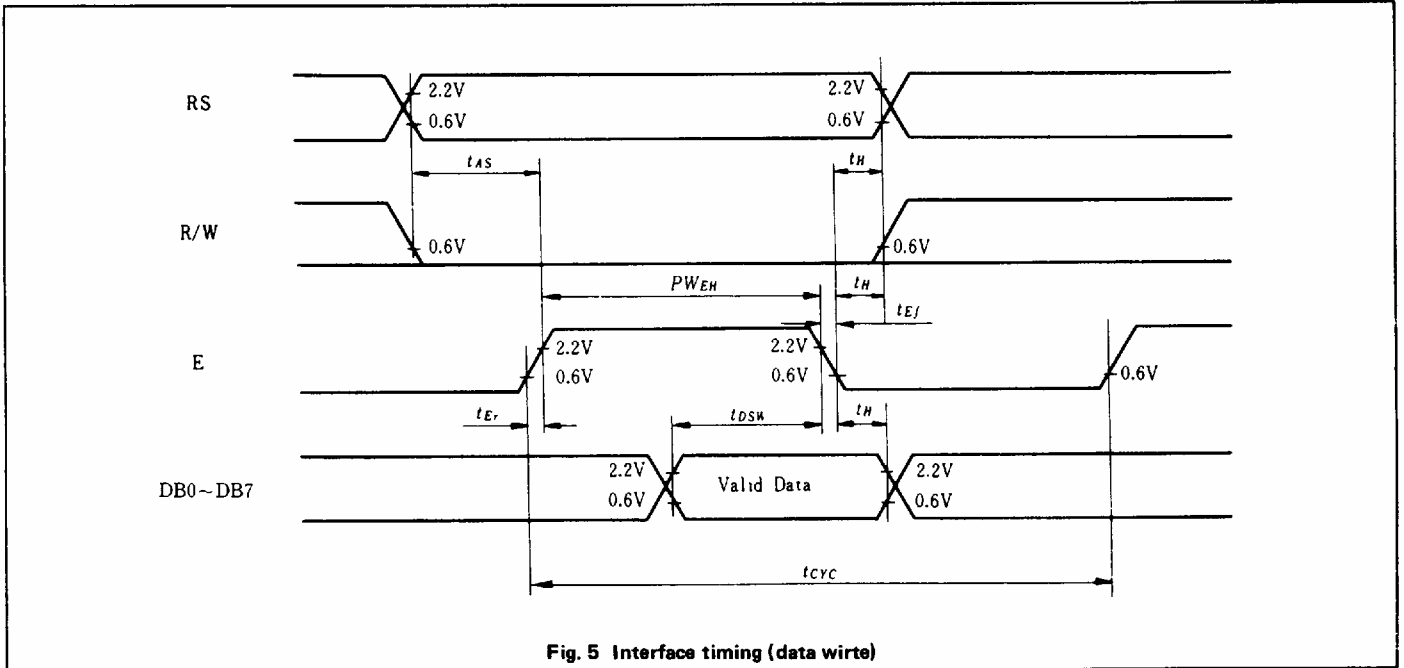 RS
2.2V
0.6V
2.2V
0.6V
tAS
tH
R/W
0.6V
0.6V
PWEH
tH
tEf
E
2.2V
0.6V
2.2V
0.6V
0.6V
tEr
tDSW
tH
DB0~DB7
2.2V
0.6V
Valid Data
2.2V
0.6V
tCYC
Fig. 5 Interface timing (data wirte)